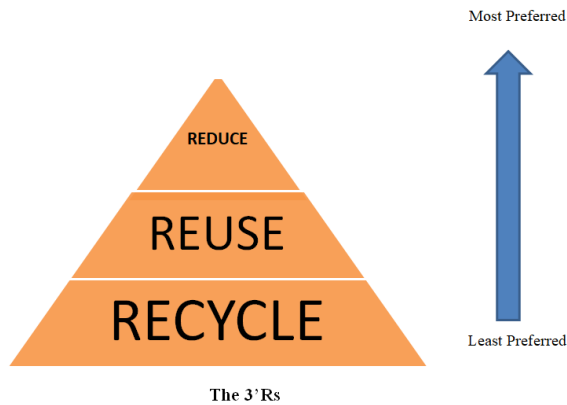 Most Preferred
REDUCE
REUSE
RECYCLE
Least Preferred
The 3'Rs